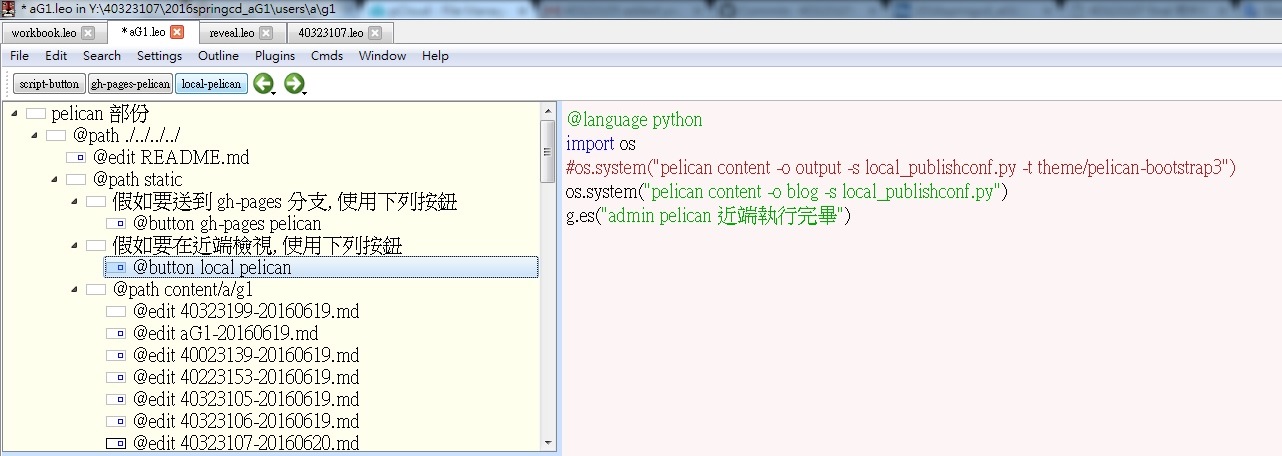 * aG1.leo in Y:\40323107\2016springcd_aG1\users\a\g1
workbook.leo * aG1.leo reveal.leo 40323107.leo
File Edit Search Settings Outline Plugins Cmds Window Help
script-button gh-pages-pelican local-pelican
pelican 部份
@path ./../../../
@edit README.md
@path static
假如要送到 gh-pages 分支, 使用下列按鈕
@button gh-pages pelican
假如要在近端檢視, 使用下列按鈕
@button local pelican
@path content/a/g1
@edit 40323199-20160619.md
@edit aG1-20160619.md
@edit 40023139-20160619.md
@edit 40223153-20160619.md
@edit 40323105-20160619.md
@edit 40323106-20160619.md
@edit 40323107-20160620.md
@language python
import os
#os.system("pelican content -o output -s local_publishconf.py -t theme/pelican-bootstrap3")
os.system("pelican content -o blog -s local_publishconf.py")
g.es("admin pelican 近端執行完畢")